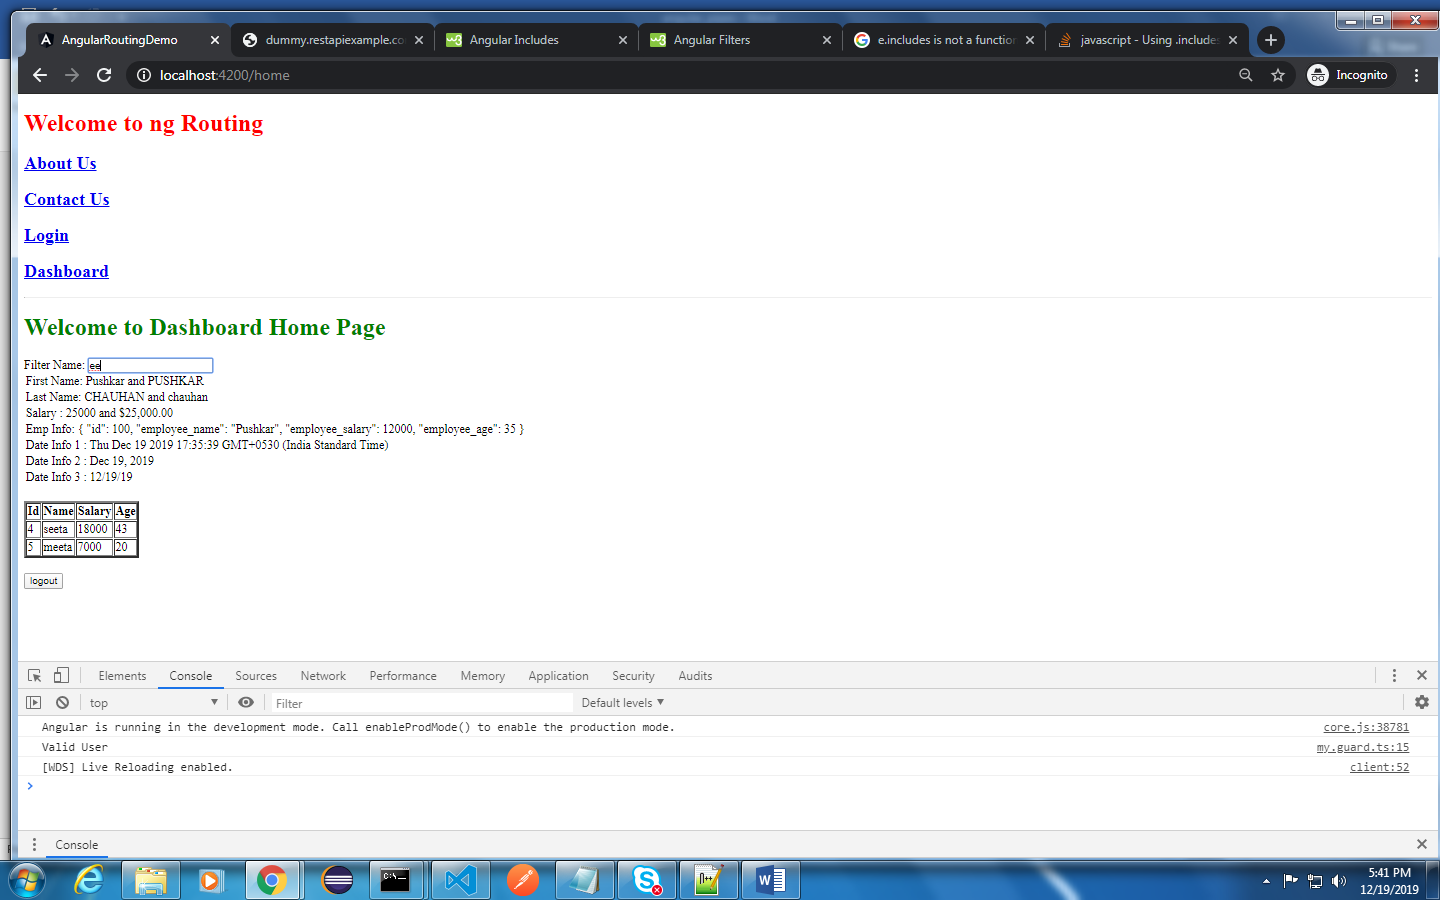 AngularRoutingDemo
dummy.restapiexample.co
Angular Includes
Angular Filters
e.includes is not a function
javascript - Using .includes
localhost:4200/home
Incognito
Welcome to ng Routing
About Us
Contact Us
Login
Dashboard
Welcome to Dashboard Home Page
Filter Name: ee
First Name: Pushkar and PUSHKAR
Last Name: CHAUHAN and chauhan
Salary : 25000 and $25,000.00
Emp Info: { "id": 100, "employee_name": "Pushkar", "employee_salary": 12000, "employee_age": 35 }
Date Info 1 : Thu Dec 19 2019 17:35:39 GMT+0530 (India Standard Time)
Date Info 2 : Dec 19, 2019
Date Info 3 : 12/19/19
Id Name Salary Age
4 seeta 18000 43
5 meeta 7000 20
logout
Elements Console Sources Network Performance Memory Application Security Audits
top Filter Default levels
Angular is running in the development mode. Call enableProdMode() to enable the production mode. core.js:38781
Valid User my.guard.ts:15
[WDS] Live Reloading enabled. client:52
Console
5:41 PM
12/19/2019